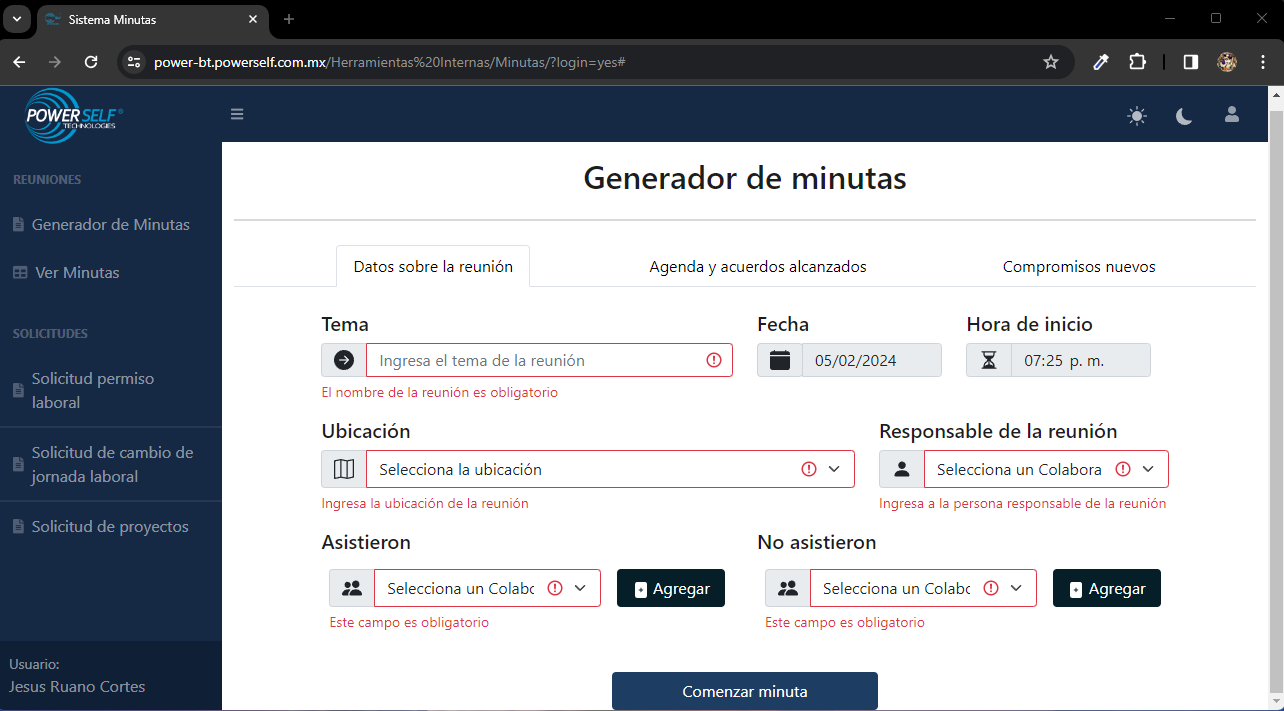 Sistema Minutas
power-bt.powerself.com.mx/Herramientas%20Internas/Minutas/?login=yes#
POWER SELF
TECHNOLOGIES
REUNIONES
Generador de Minutas
Ver Minutas
SOLICITUDES
Solicitud permiso
laboral
Solicitud de cambio de
jornada laboral
Solicitud de proyectos
Usuario:
Jesus Ruano Cortes
Generador de minutas
Datos sobre la reunión
Agenda y acuerdos alcanzados
Compromisos nuevos
Tema
Fecha
Hora de inicio
Ingresa el tema de la reunión
05/02/2024
07:25 p. m.
El nombre de la reunión es obligatorio
Ubicación
Responsable de la reunión
Selecciona la ubicación
Selecciona un Colabora
Ingresa la ubicación de la reunión
Ingresa a la persona responsable de la reunión
Asistieron
No asistieron
Selecciona un Colabc
Agregar
Selecciona un Colabc
Agregar
Este campo es obligatorio
Este campo es obligatorio
Comenzar minuta